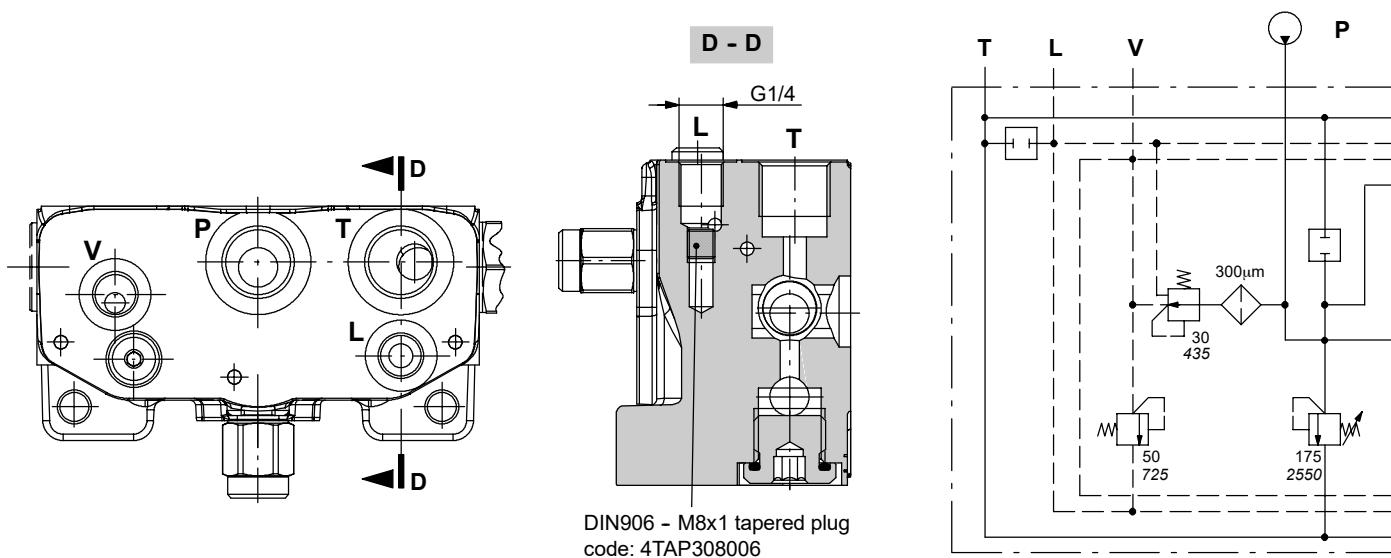 D
V
P
T
L
D
D - D
G1/4
L
T
DIN906 - M8x1 tapered plug
code: 4TAP308006
T
L
V
P
300µm
30
435
50
725
175
2550